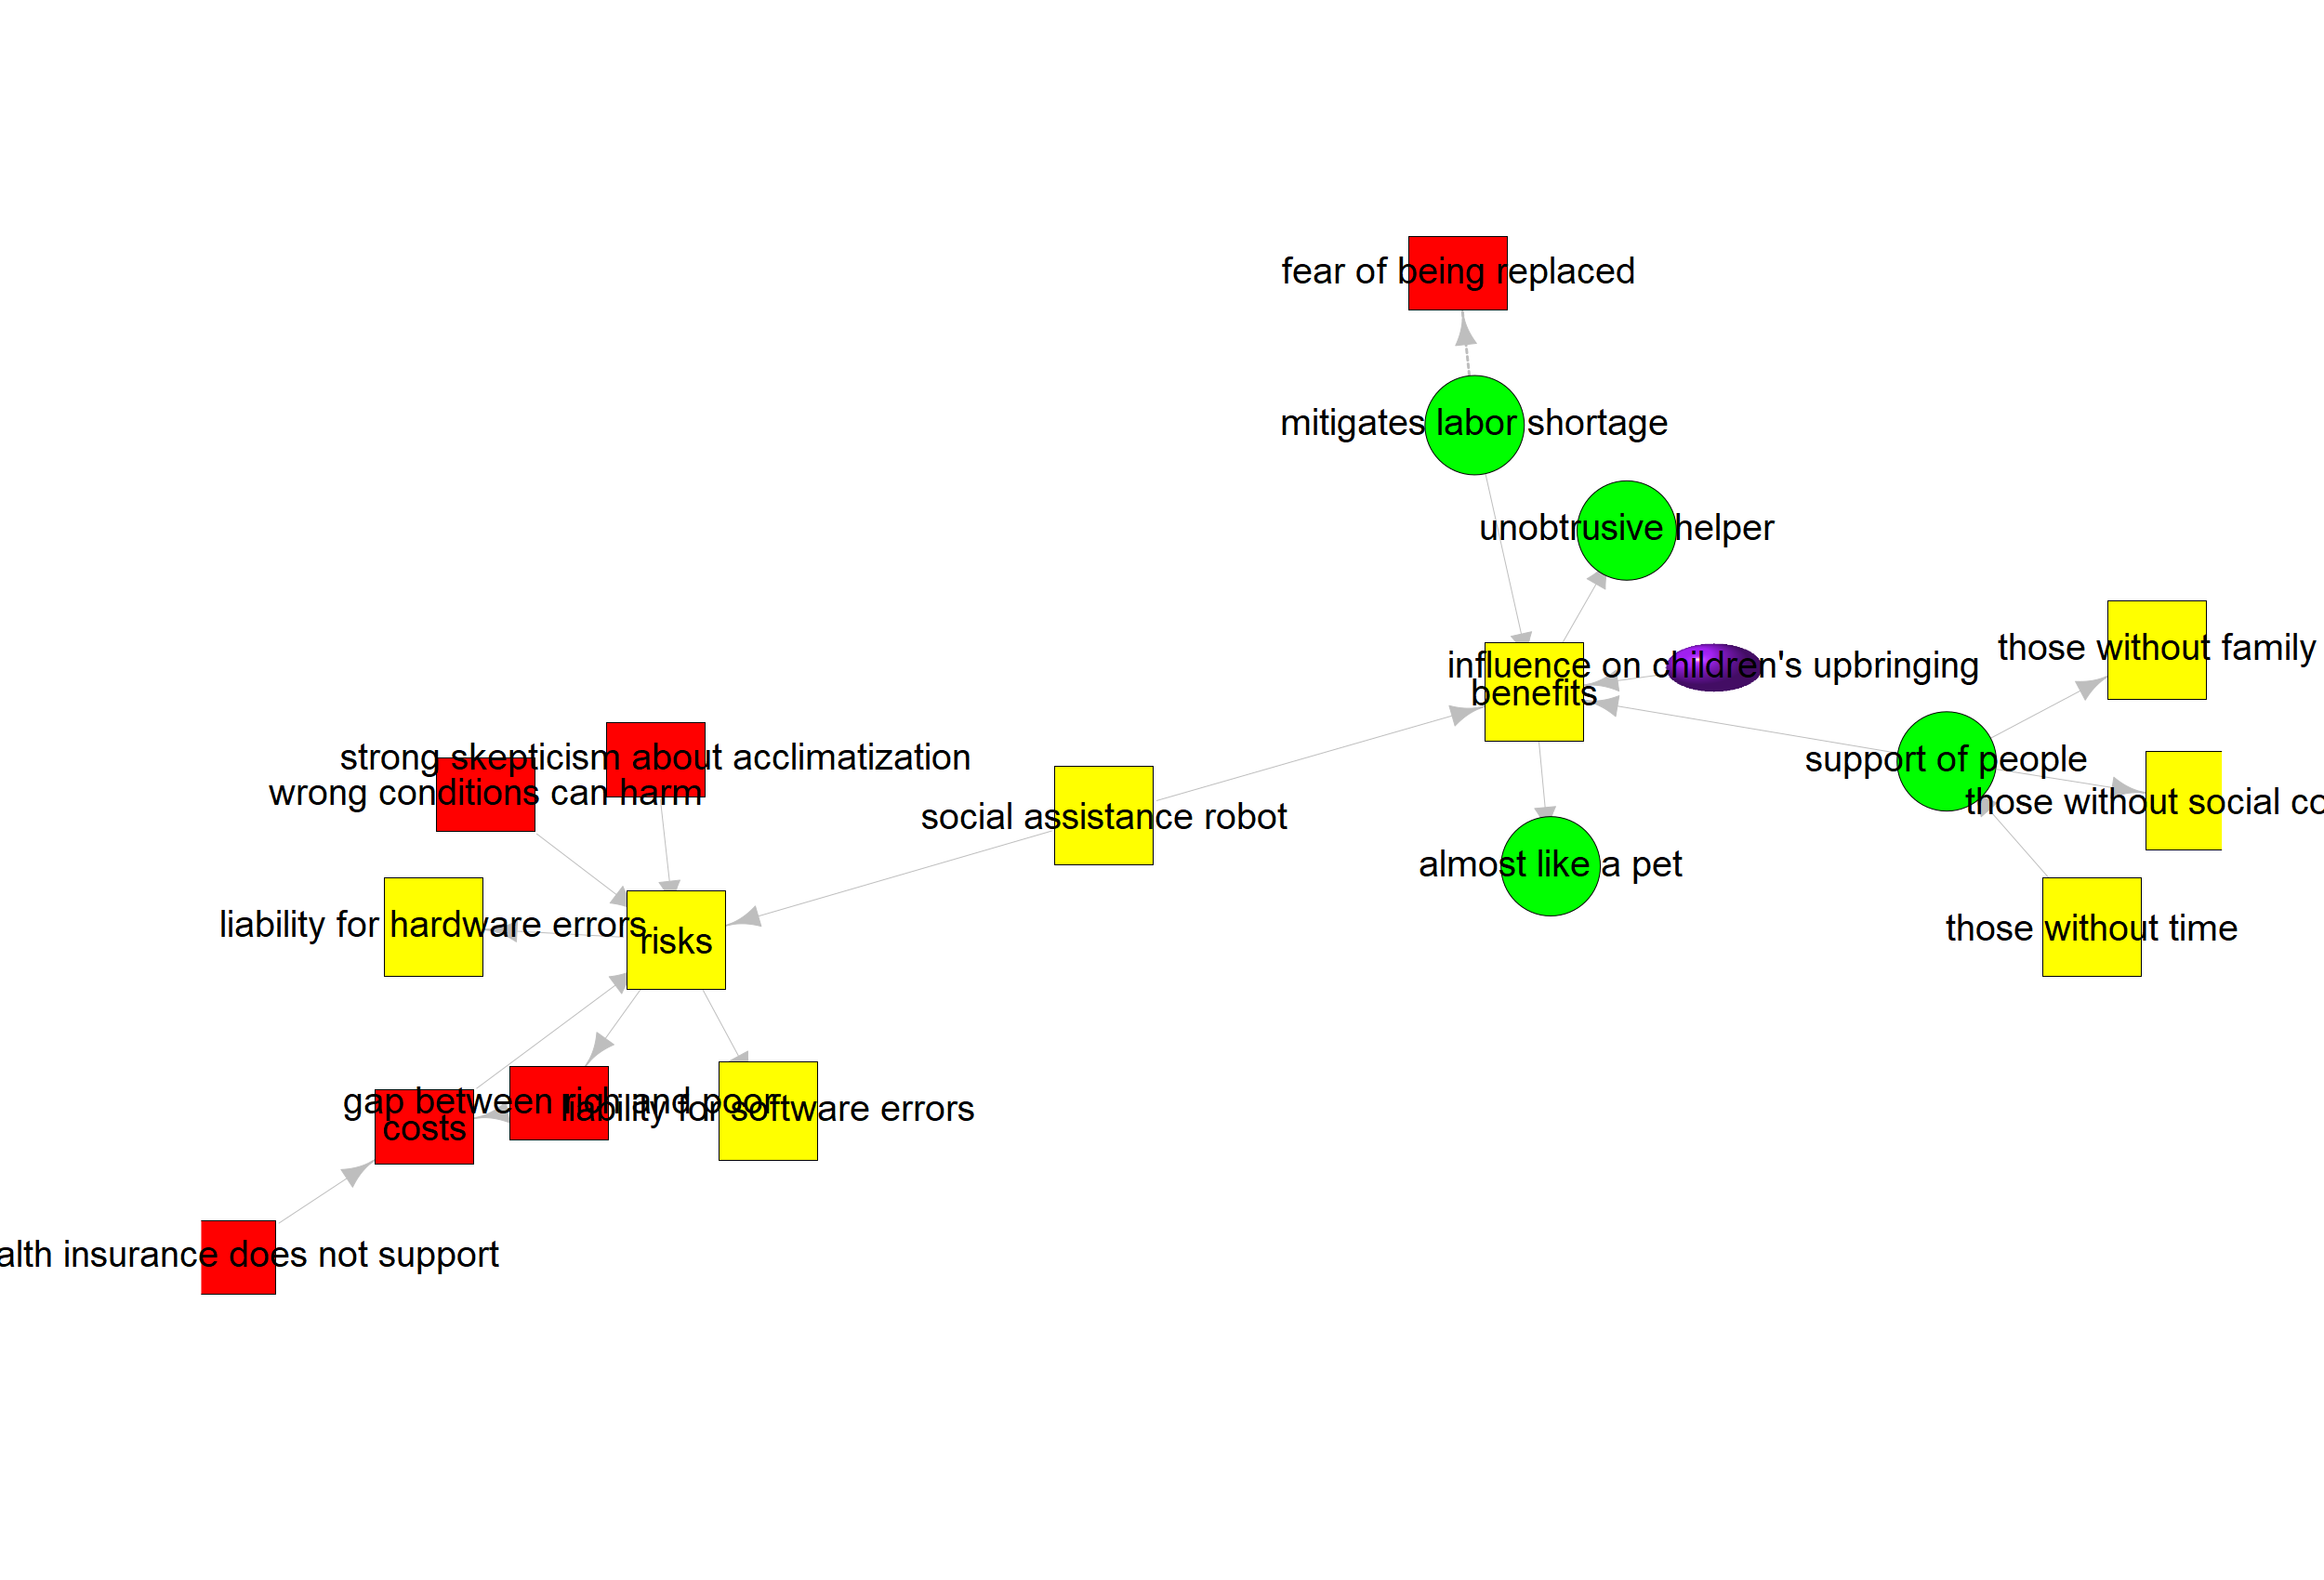 fear of being replaced
mitigates labor shortage
unobtrusive helper
those without family
influence on children's upbringing
benefits
strong skepticism about acclimatization
support of people
wrong conditions can harm
those without social co
social assistance robot
almost like a pet
liability for hardware errors
those without time
risks
gap between rich and poor
liability for software errors
costs
alth insurance does not support